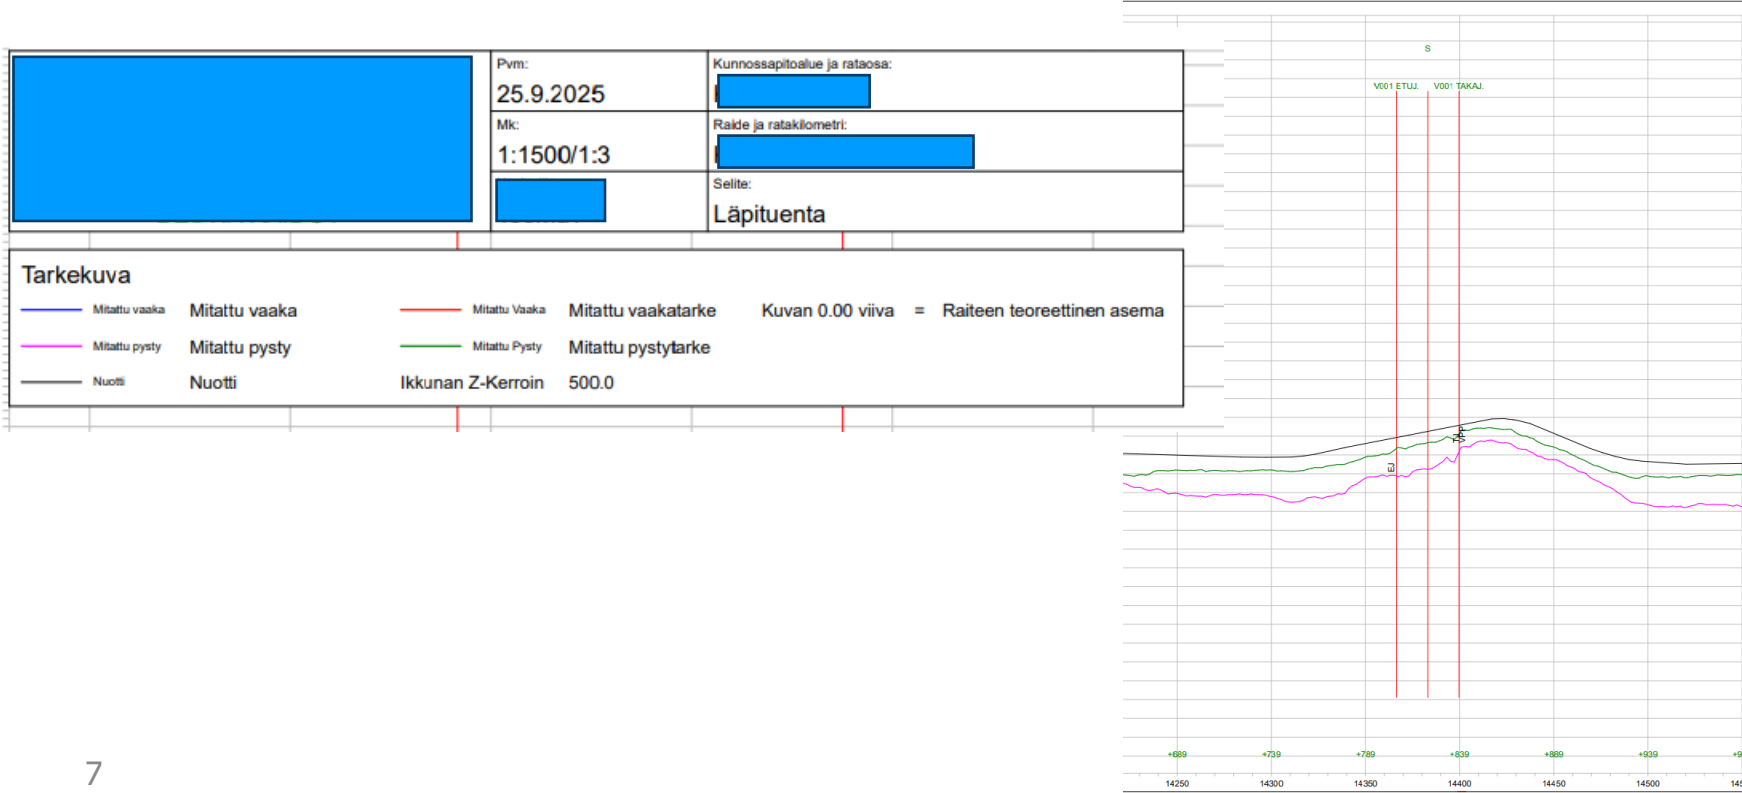 Pvm:
25.9.2025
Kunnossapitoalue ja rataosa:
Mk:
1:1500/1:3
Raide ja ratakilometri:
Selite:
Läpituenta
Tarkekuva
Mitattu vaaka Mitattu vaaka Mitattu Vaaka Mitattu vaakatarke Kuvan 0.00 viiva = Raiteen teoreettinen asema
Mitattu pysty Mitattu pysty Mitattu Pysty Mitattu pystytarke
Nuotti Nuotti Ikkunan Z-Kerroin 500.0
S
V001 ETUJ. V001 TAKAJ.
EJ
+689 +739 +789 +839 +889 +939
14250 14300 14350 14400 14450 14500
7